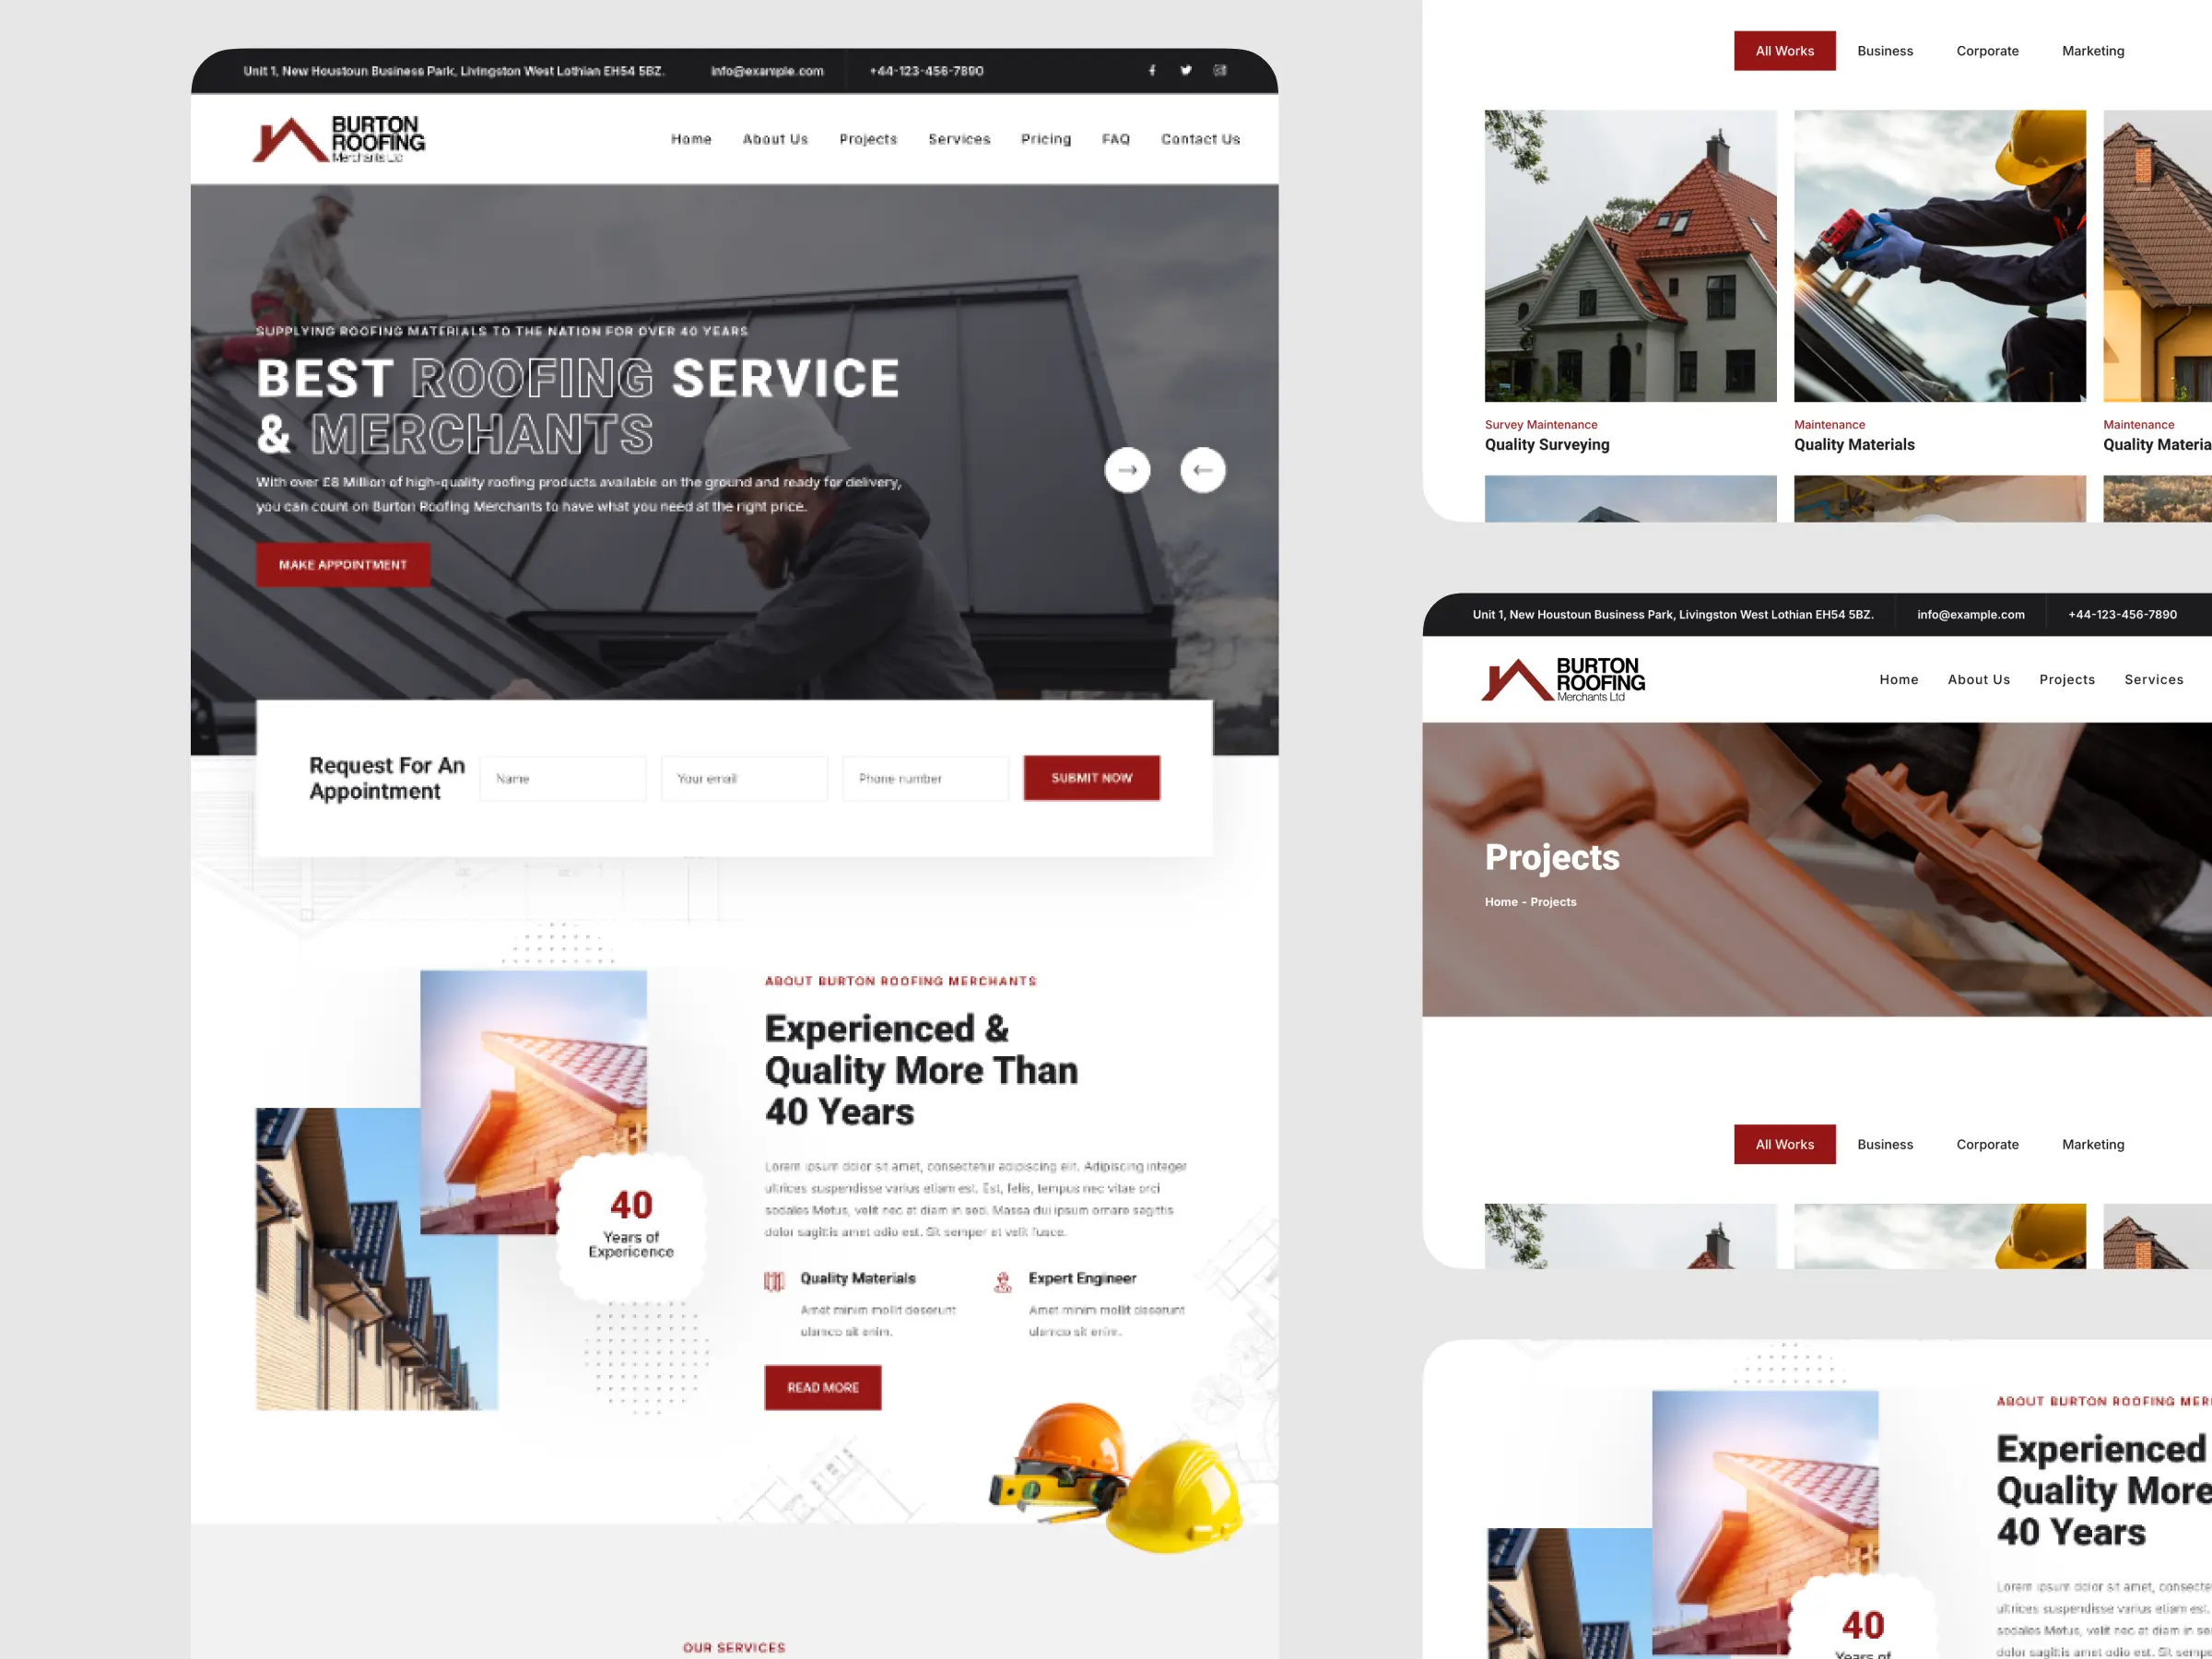 Unit 1, New Houstoun Business Park, Livingston West Lothian EH54 5BZ.
info@example.com
+44-123-456-7890
BURTON
ROOFING
Merchants Ltd
Home
About Us
Projects
Services
Pricing
FAQ
Contact Us
SUPPLYING ROOFING MATERIALS TO THE NATION FOR OVER 40 YEARS
BEST ROOFING SERVICE
& MERCHANTS
With over £8 Million of high-quality roofing products available on the ground and ready for delivery,
you can count on Burton Roofing Merchants to have what you need at the right price.
MAKE APPOINTMENT
Request For An
Appointment
Name
Your email
Phone number
SUBMIT NOW
ABOUT BURTON ROOFING MERCHANTS
Experienced &
Quality More Than
40 Years
40
Years of
Expericence
Lorem ipsum dolor sit amet, consectetur adipiscing elit. Adipiscing integer
ultrices suspendisse varius etiam est. Est, felis, tempus nec vitae orci
sodales Metus, velit nec at diam in sed. Massa dui ipsum ornare sagittis
dolor sagittis amet odio est. Sit semper et velit fusce.
Quality Materials
Amet minim mollit deserunt
ulamco sit enim.
Expert Engineer
Amet minim mollit deserunt
ulamco sit enim.
READ MORE
OUR SERVICES
All Works
Business
Corporate
Marketing
Survey Maintenance
Quality Surveying
Maintenance
Quality Materials
Maintenance
Quality Materia
Unit 1, New Houstoun Business Park, Livingston West Lothian EH54 5BZ.
info@example.com
+44-123-456-7890
BURTON
ROOFING
Merchants Ltd
Home
About Us
Projects
Services
Projects
Home - Projects
All Works
Business
Corporate
Marketing
ABOUT BURTON ROOFING MER
Experienced
Quality More
40 Years
40
Years of
Lorem ipsum dolor sit amet, consecte
ultrices suspendisse varius etiam est.
sodales Metus, velit nec at diam in se
dolor sagittis amet odio est. Sit semp